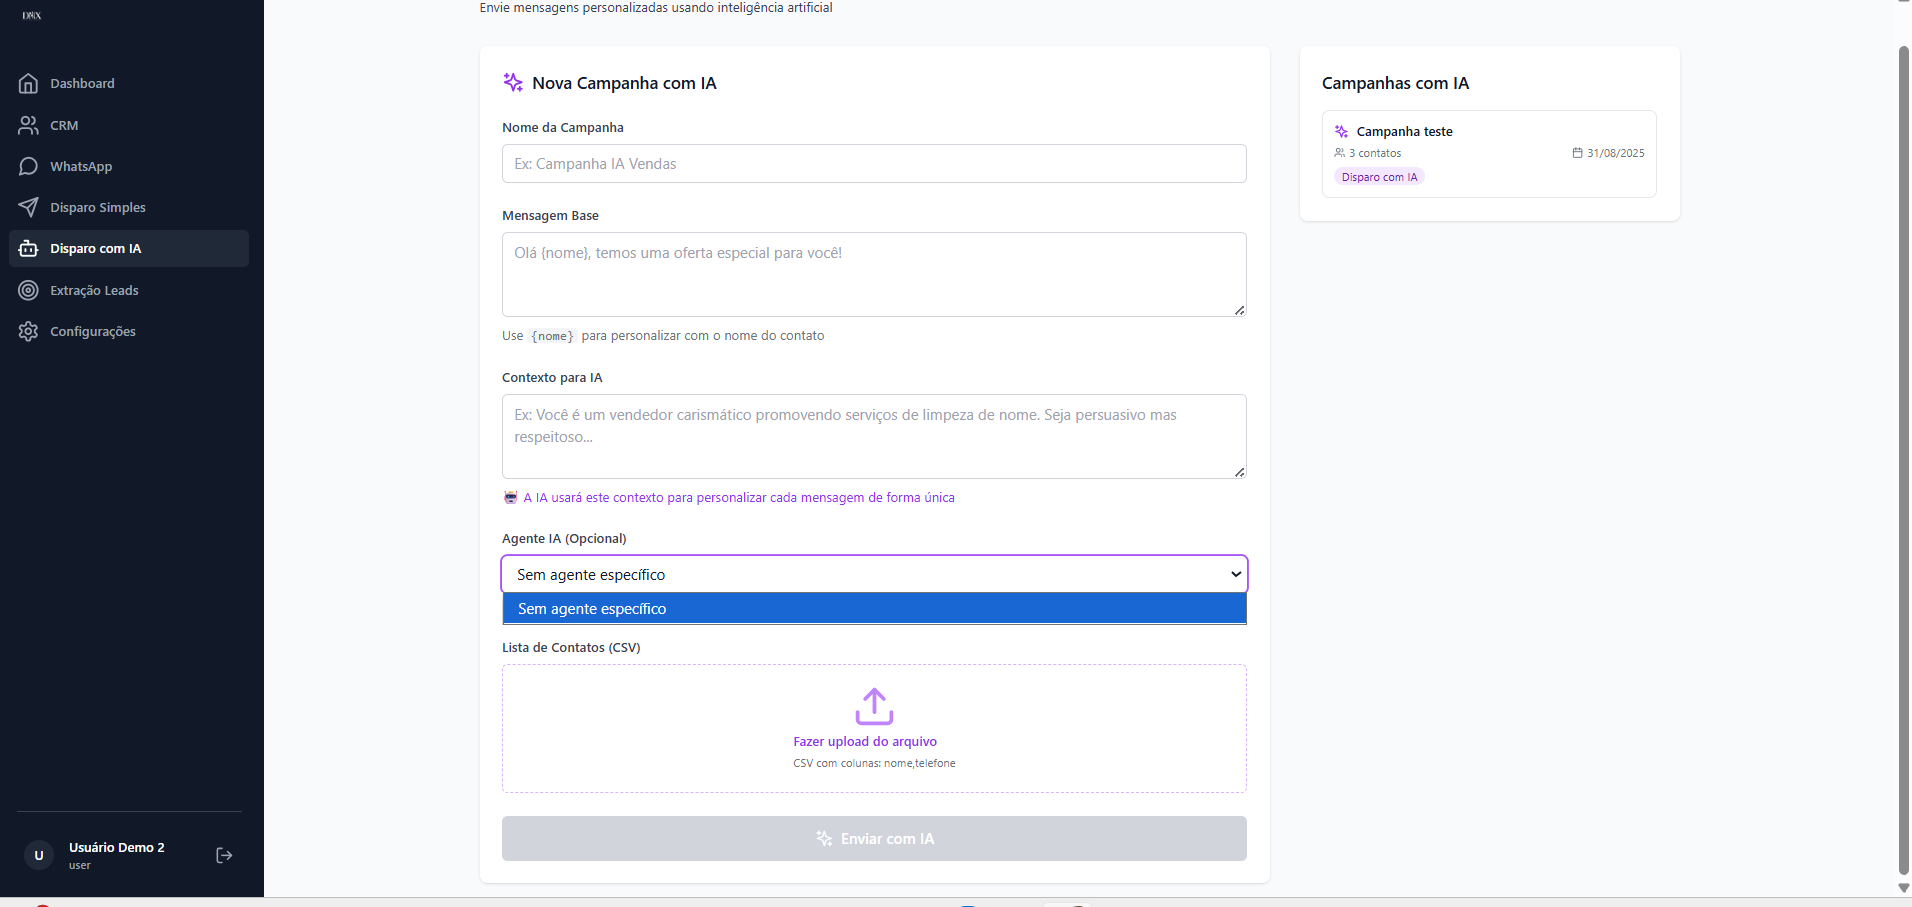 DNX
Dashboard
CRM
WhatsApp
Disparo Simples
Disparo com IA
Extração Leads
Configurações
U
Usuário Demo 2
user
Envie mensagens personalizadas usando inteligência artificial
Nova Campanha com IA
Nome da Campanha
Ex: Campanha IA Vendas
Mensagem Base
Olá {nome}, temos uma oferta especial para você!
Use {nome} para personalizar com o nome do contato
Contexto para IA
Ex: Você é um vendedor carismático promovendo serviços de limpeza de nome. Seja persuasivo mas
respeitoso...
A IA usará este contexto para personalizar cada mensagem de forma única
Agente IA (Opcional)
Sem agente específico
Sem agente específico
Lista de Contatos (CSV)
Fazer upload do arquivo
CSV com colunas: nome,telefone
Enviar com IA
Campanhas com IA
Campanha teste
3 contatos
31/08/2025
Disparo com IA